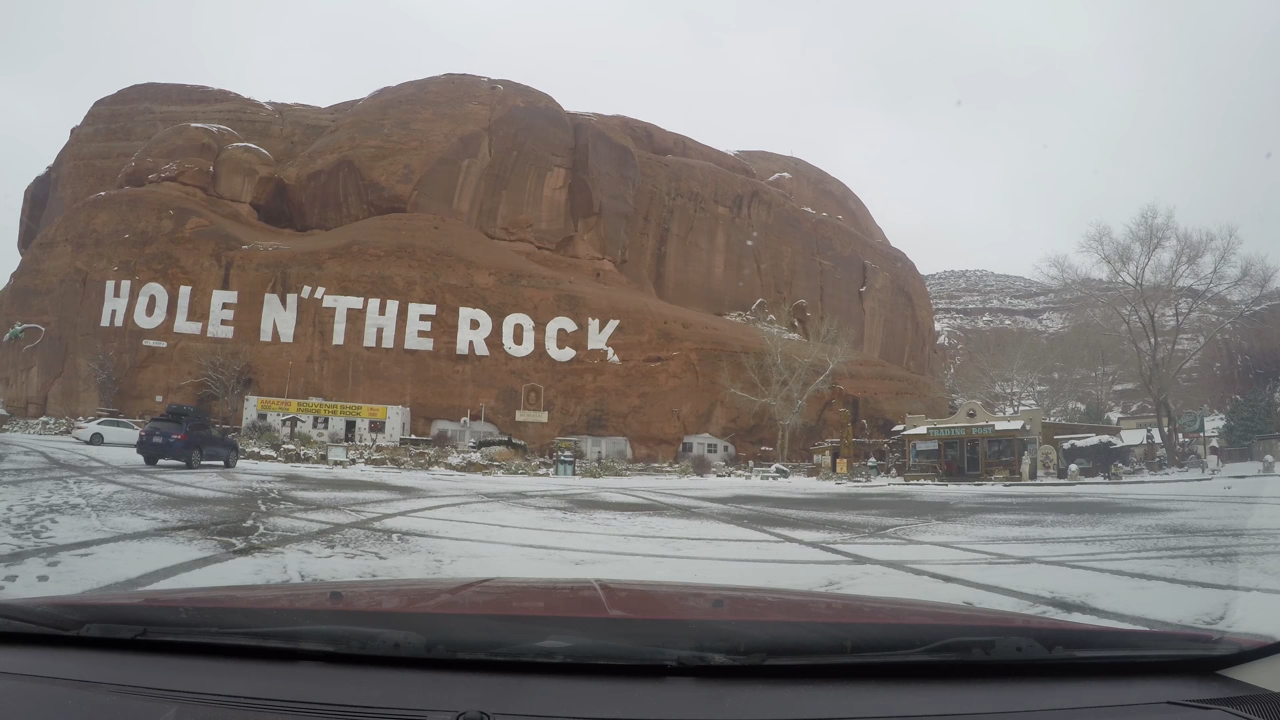 HOLE N" THE ROCK
AMAZING
SOUVENIR SHOP
INSIDE THE ROCK
TRADING POST